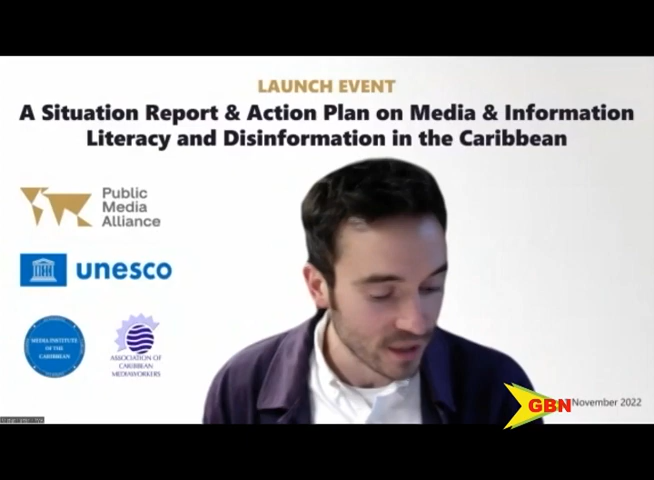 LAUNCH EVENT
A Situation Report & Action Plan on Media & Information
Literacy and Disinformation in the Caribbean
Public
Media
Alliance
unesco
MEDIA INSTITUTE
OF THE
CARIBBEAN
ASSOCIATION OF
CARIBBEAN
MEDIAWORKERS
GBN
November 2022